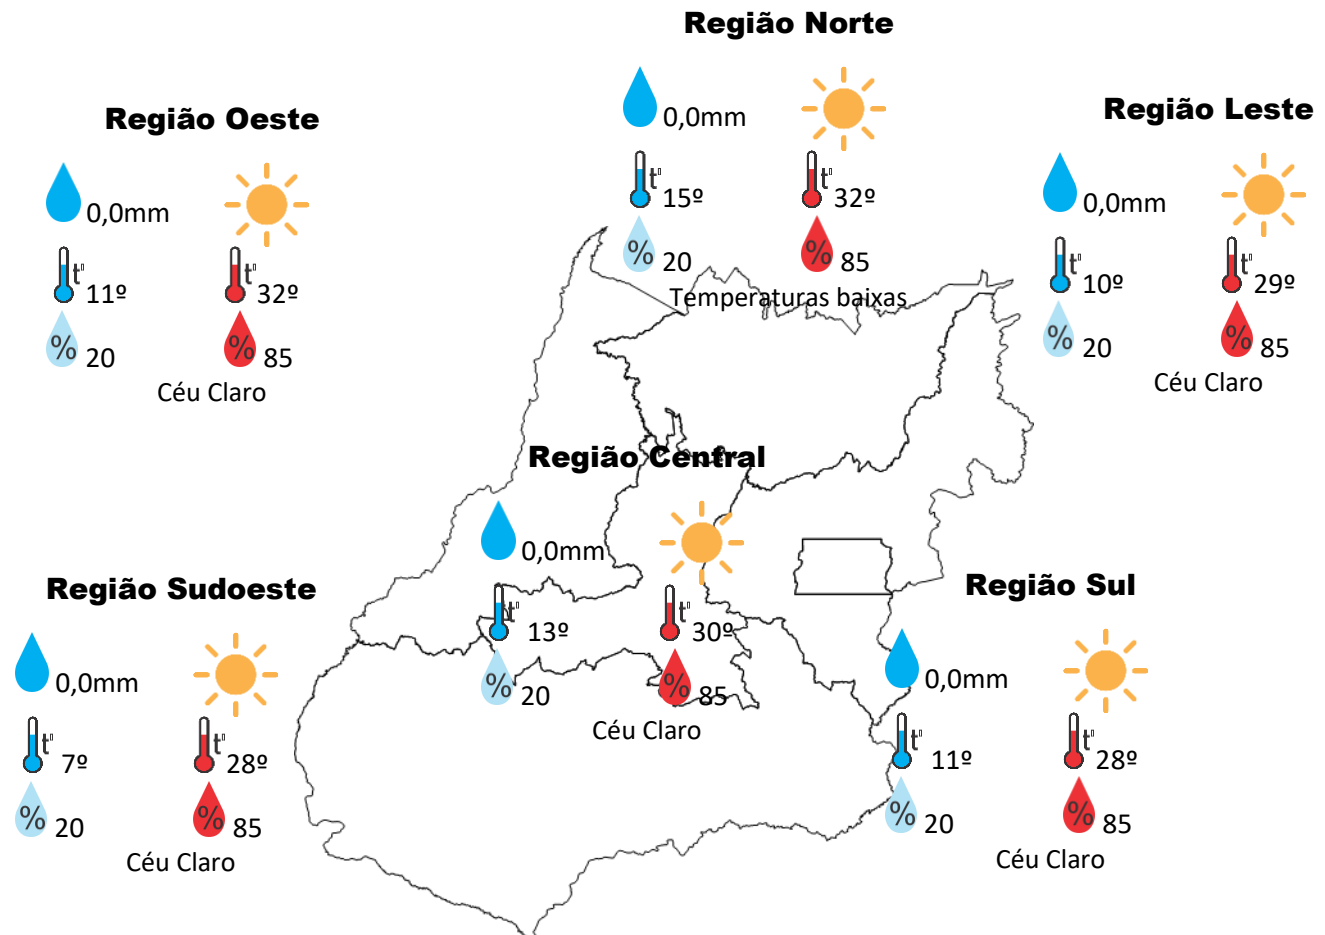 Região Norte
0,0mm
t°
15º
t°
32º
%
20
%
85
Temperaturas baixas
Região Oeste
0,0mm
t°
11º
t°
32º
%
20
%
85
Céu Claro
Região Leste
0,0mm
t°
10º
t°
29º
%
20
%
85
Céu Claro
Região Central
0,0mm
t°
13º
t°
30º
%
20
%
85
Céu Claro
Região Sudoeste
0,0mm
t°
7º
t°
28º
%
20
%
85
Céu Claro
Região Sul
0,0mm
t°
11º
t°
28º
%
20
%
85
Céu Claro